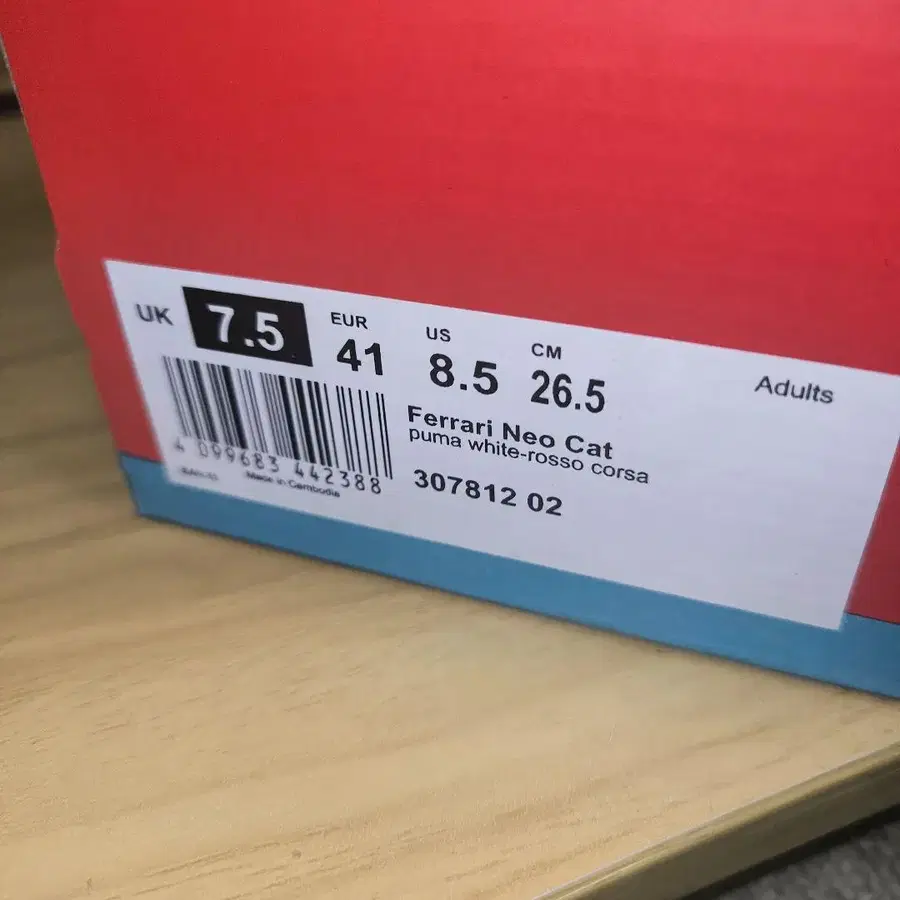 UK 7.5 EUR 41 US 8.5 CM 26.5
Adults
Ferrari Neo Cat
puma white-rosso corsa
307812 02
4 099683 442388
Made in Cambodia